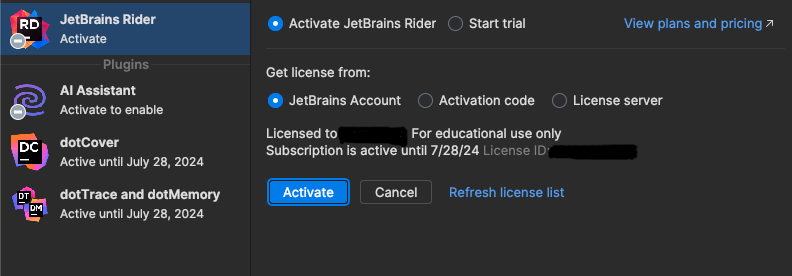 RD
JetBrains Rider
Activate
Plugins
AI Assistant
Activate to enable
DC
dotCover
Active until July 28, 2024
DT
DM
dotTrace and dotMemory
Active until July 28, 2024
Activate JetBrains Rider
Start trial
View plans and pricing
Get license from:
JetBrains Account
Activation code
License server
Licensed to For educational use only
Subscription is active until 7/28/24 License ID:
Activate
Cancel
Refresh license list